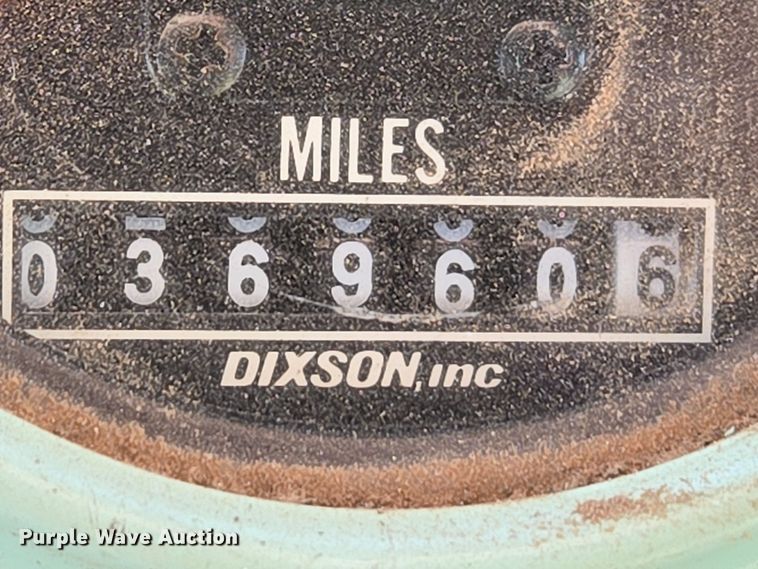 MILES
0369606
DIXSON, inc
Purple Wave Auction